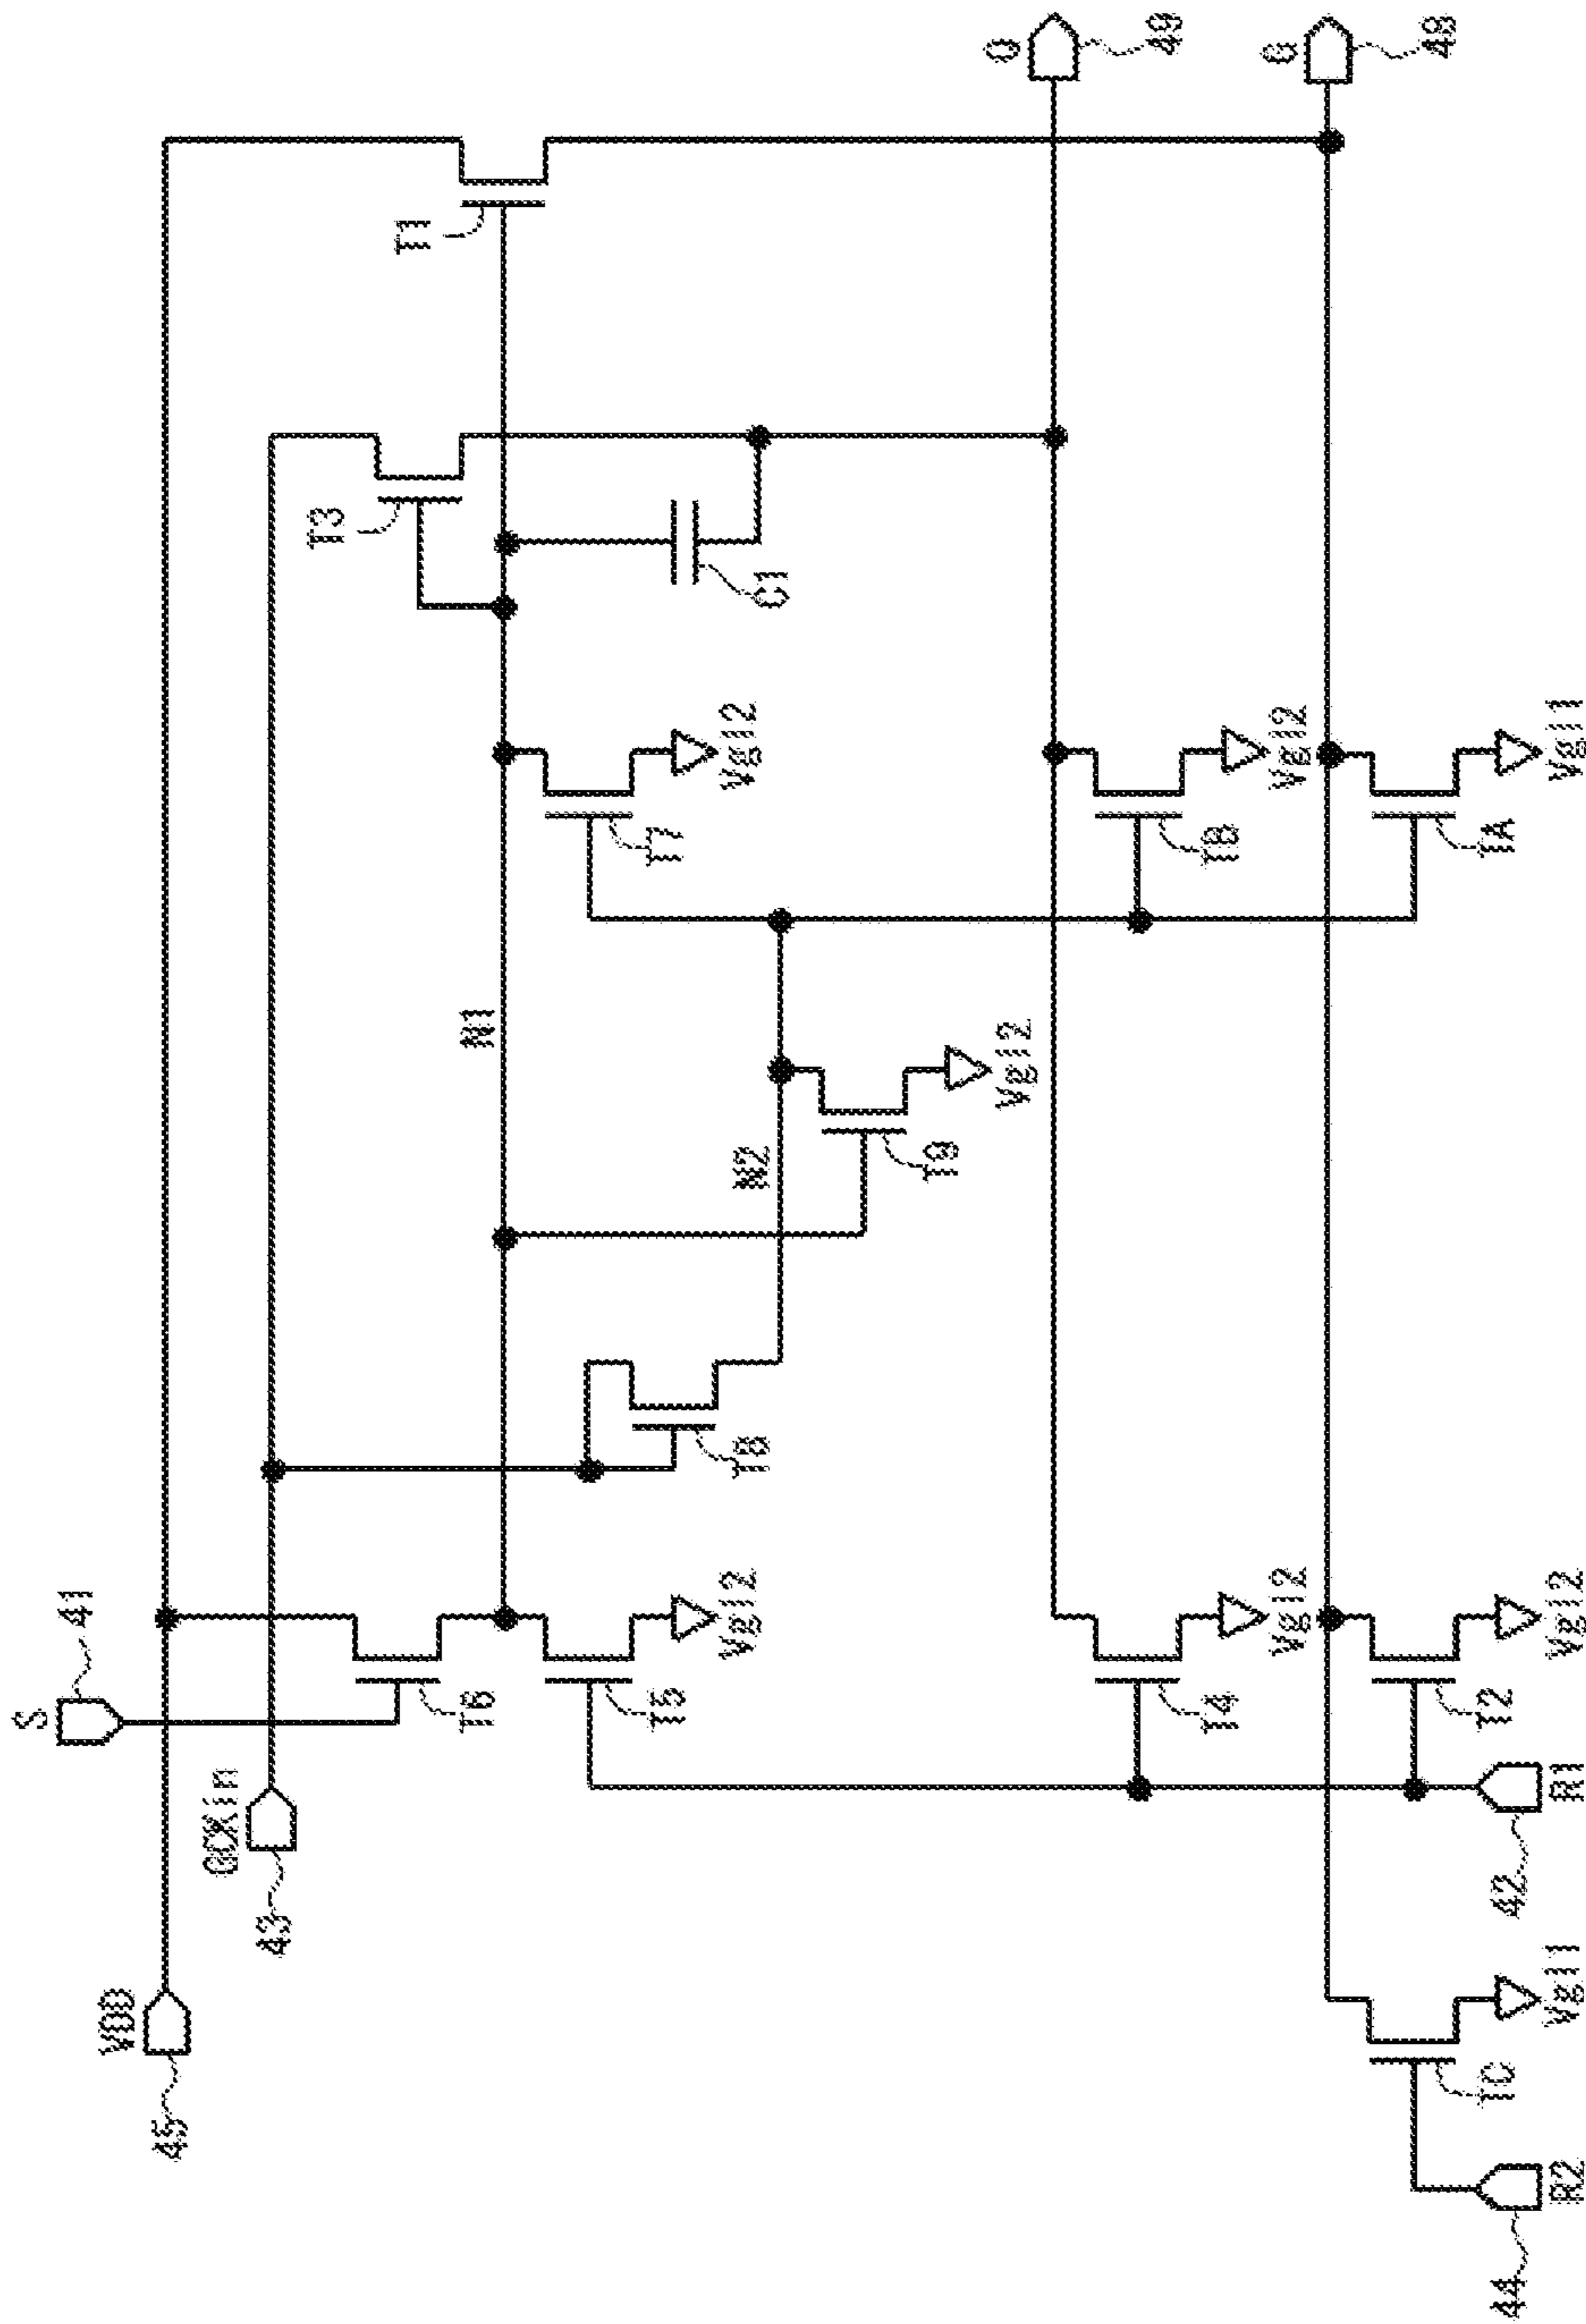 S
41
VDD
45
GCKin
43
T3
T1
T6
N1
T5
T7
Vgl2
Vgl2
T8
N2
C1
T9
Vgl2
Q
49
T4
TB
Vgl2
Vgl2
G
48
TC
T2
TA
44
R2
Vgl1
42
R1
Vgl2
Vgl1